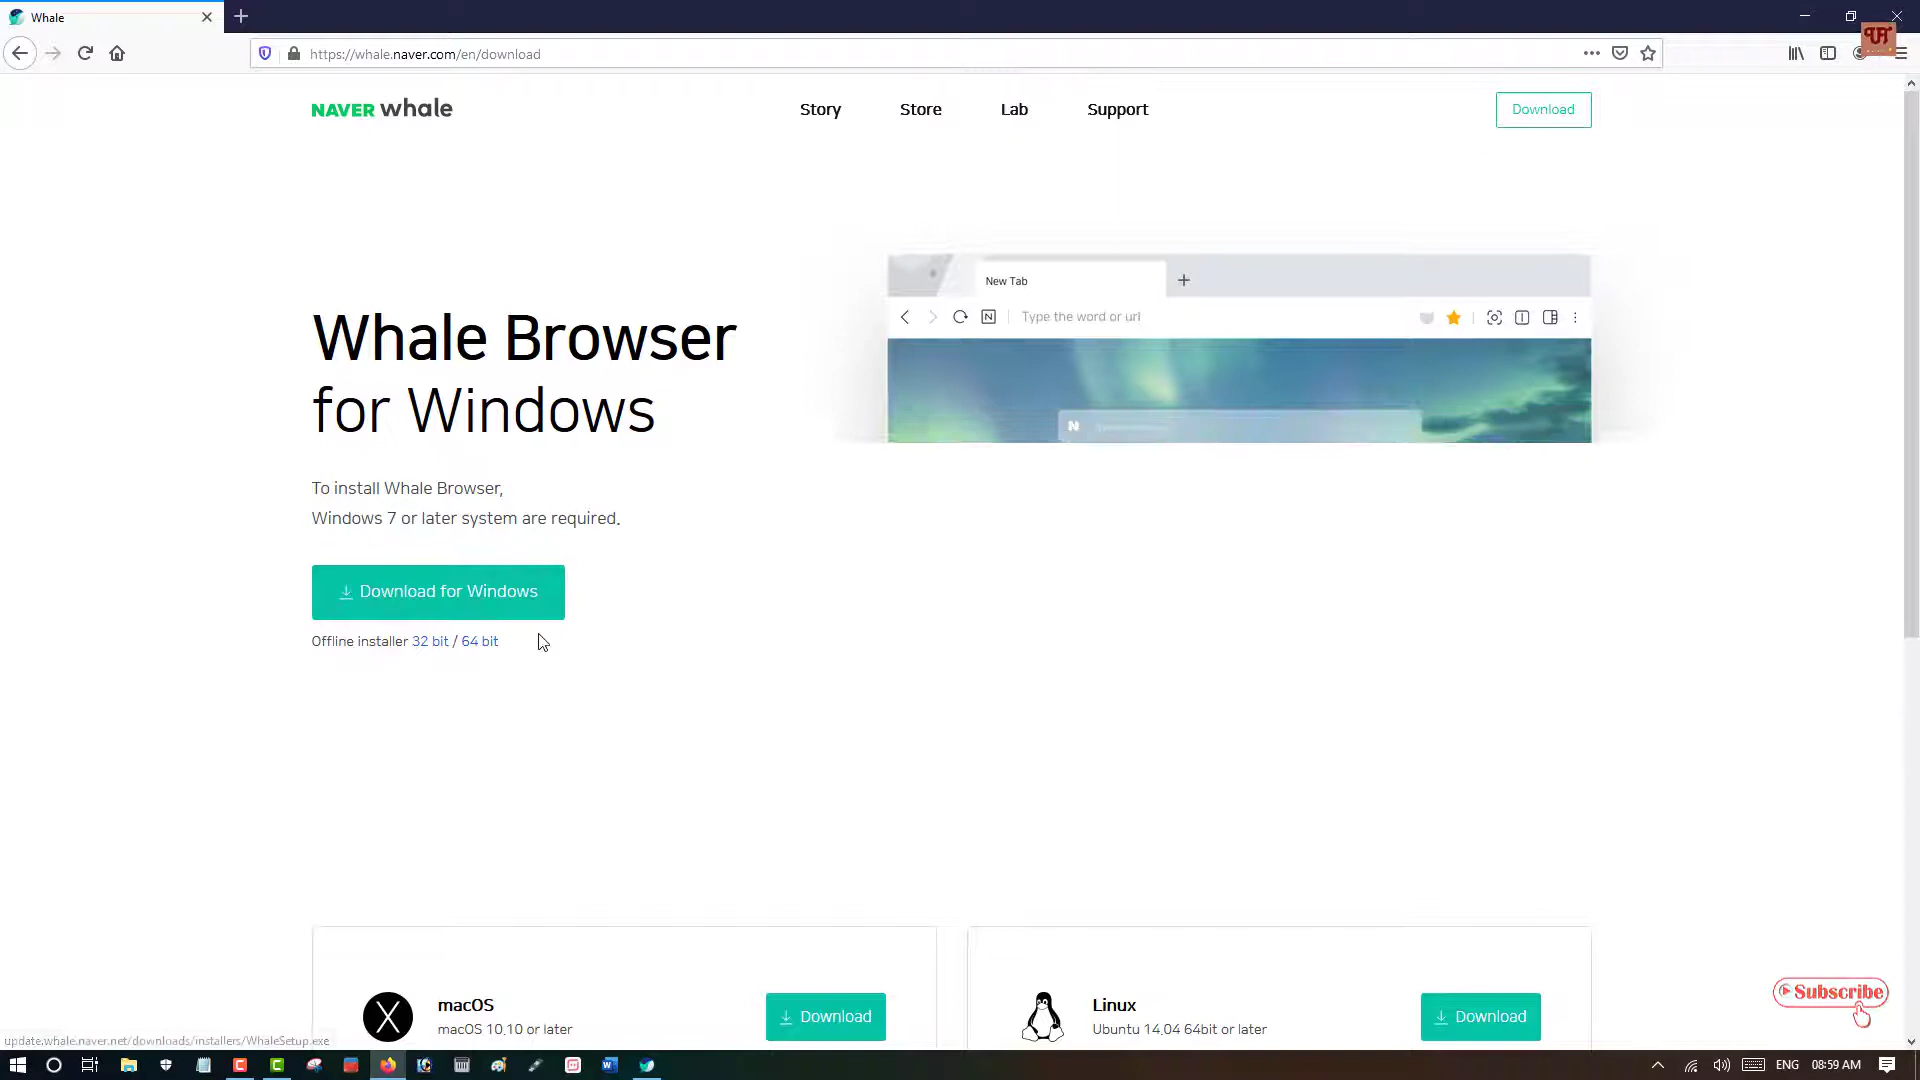 Whale
https://whale.naver.com/en/download
NAVER whale
Story
Store
Lab
Support
Download
New Tab
Type the word or url
N
Whale Browser
for Windows
To install Whale Browser,
Windows 7 or later system are required.
Download for Windows
Offline installer 32 bit / 64 bit
macOS
macOS 10.10 or later
Download
Linux
Ubuntu 14.04 64bit or later
Download
Subscribe
update.whale.naver.net/downloads/installers/WhaleSetup.exe
ENG
08:59 AM